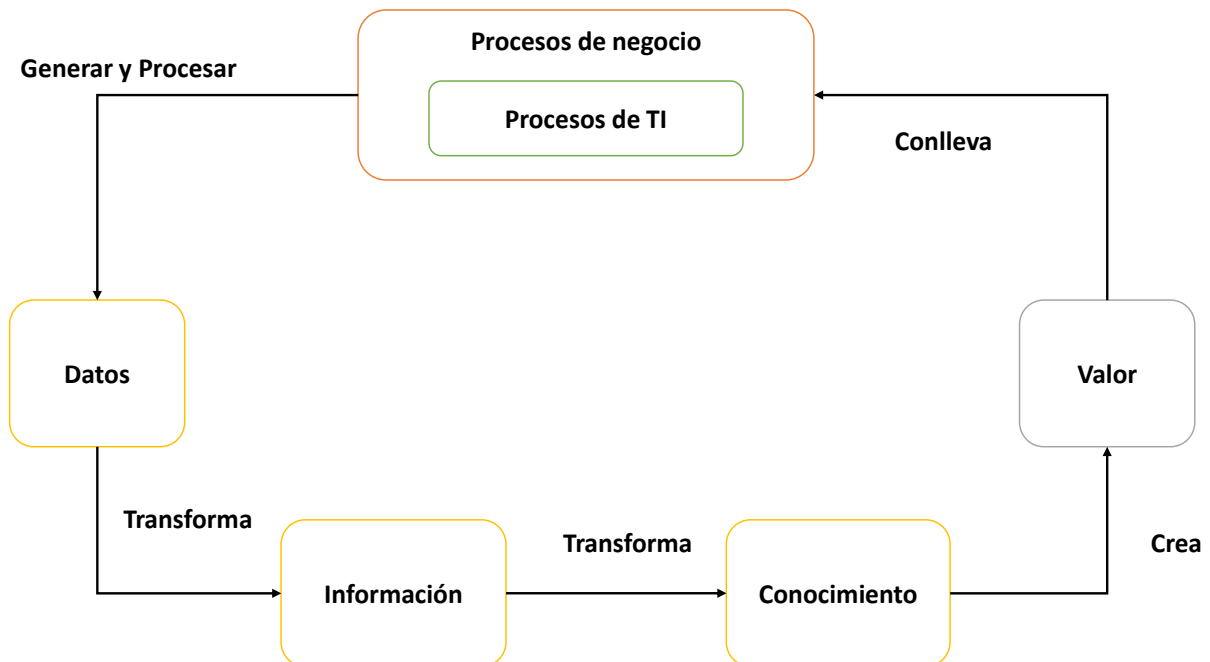 Procesos de negocio
Generar y Procesar
Procesos de TI
Conlleva
Datos
Valor
Transforma
Transforma
Crea
Información
Conocimiento